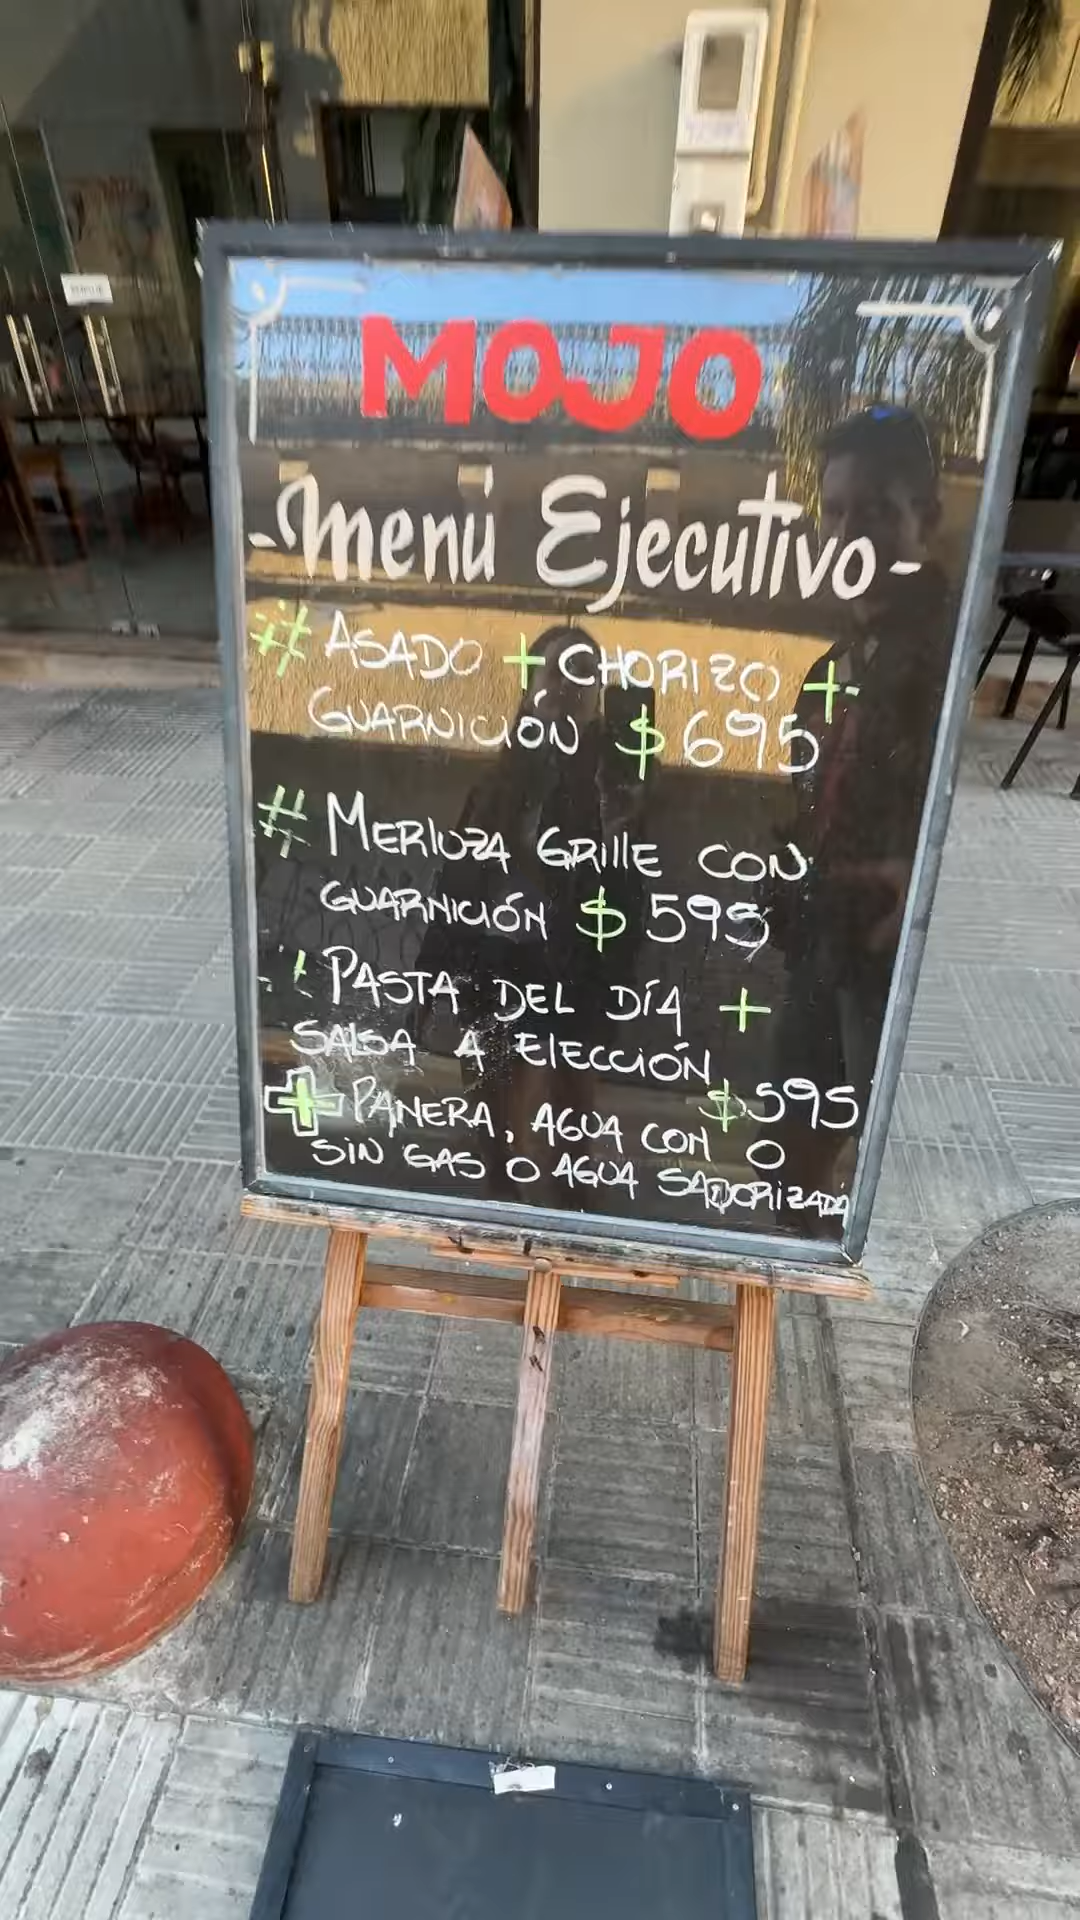 MOJO
-Menú Ejecutivo-
# ASADO + CHORIZO +
GUARNICIÓN $ 695
# MERLUZA GRILLE CON
GUARNICIÓN $ 595
PASTA DEL DÍA +
SALSA A ELECCIÓN
$ 595
+ PANERA, AGUA CON O
SIN GAS O AGUA SABORIZADA